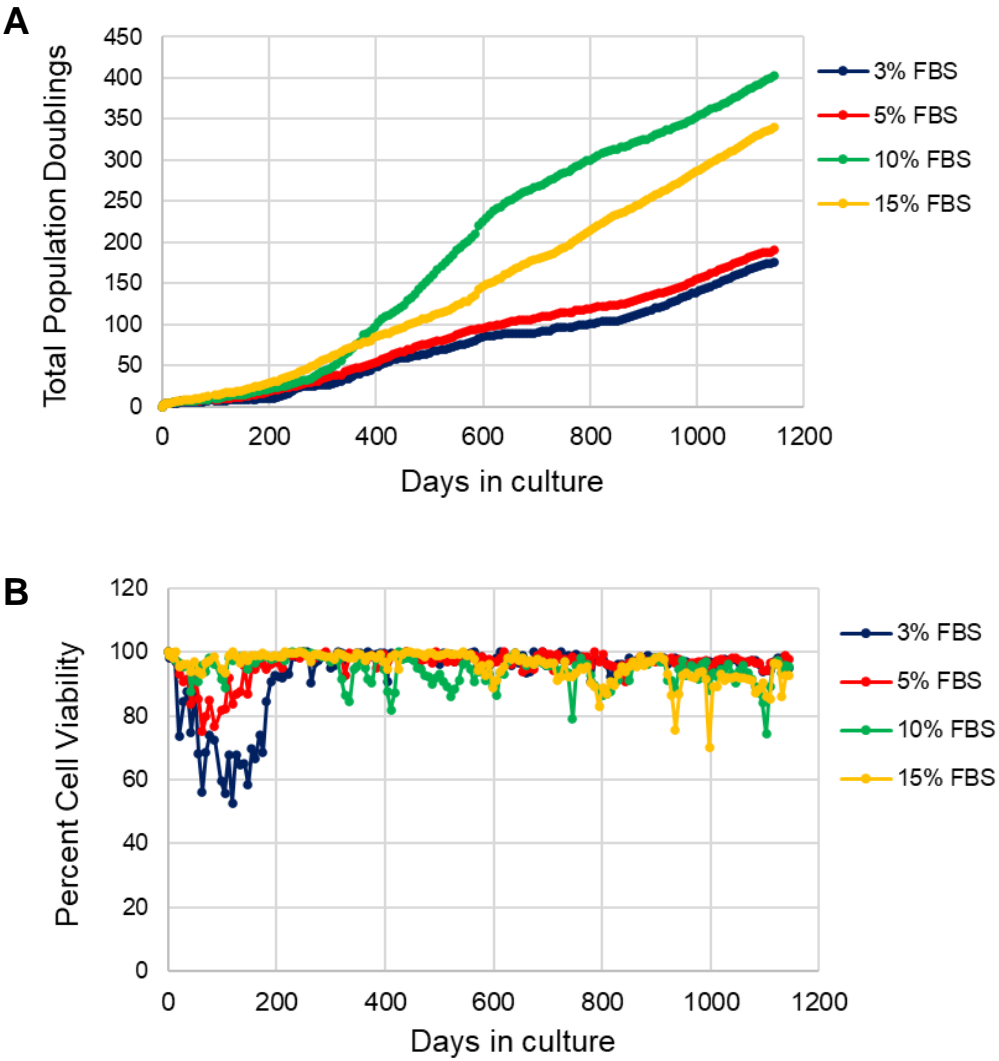 A
Total Population Doublings
450
400
350
300
250
200
150
100
50
0
0 200 400 600 800 1000 1200
Days in culture
3% FBS
5% FBS
10% FBS
15% FBS
B
Percent Cell Viability
120
100
80
60
40
20
0
0 200 400 600 800 1000 1200
Days in culture
3% FBS
5% FBS
10% FBS
15% FBS